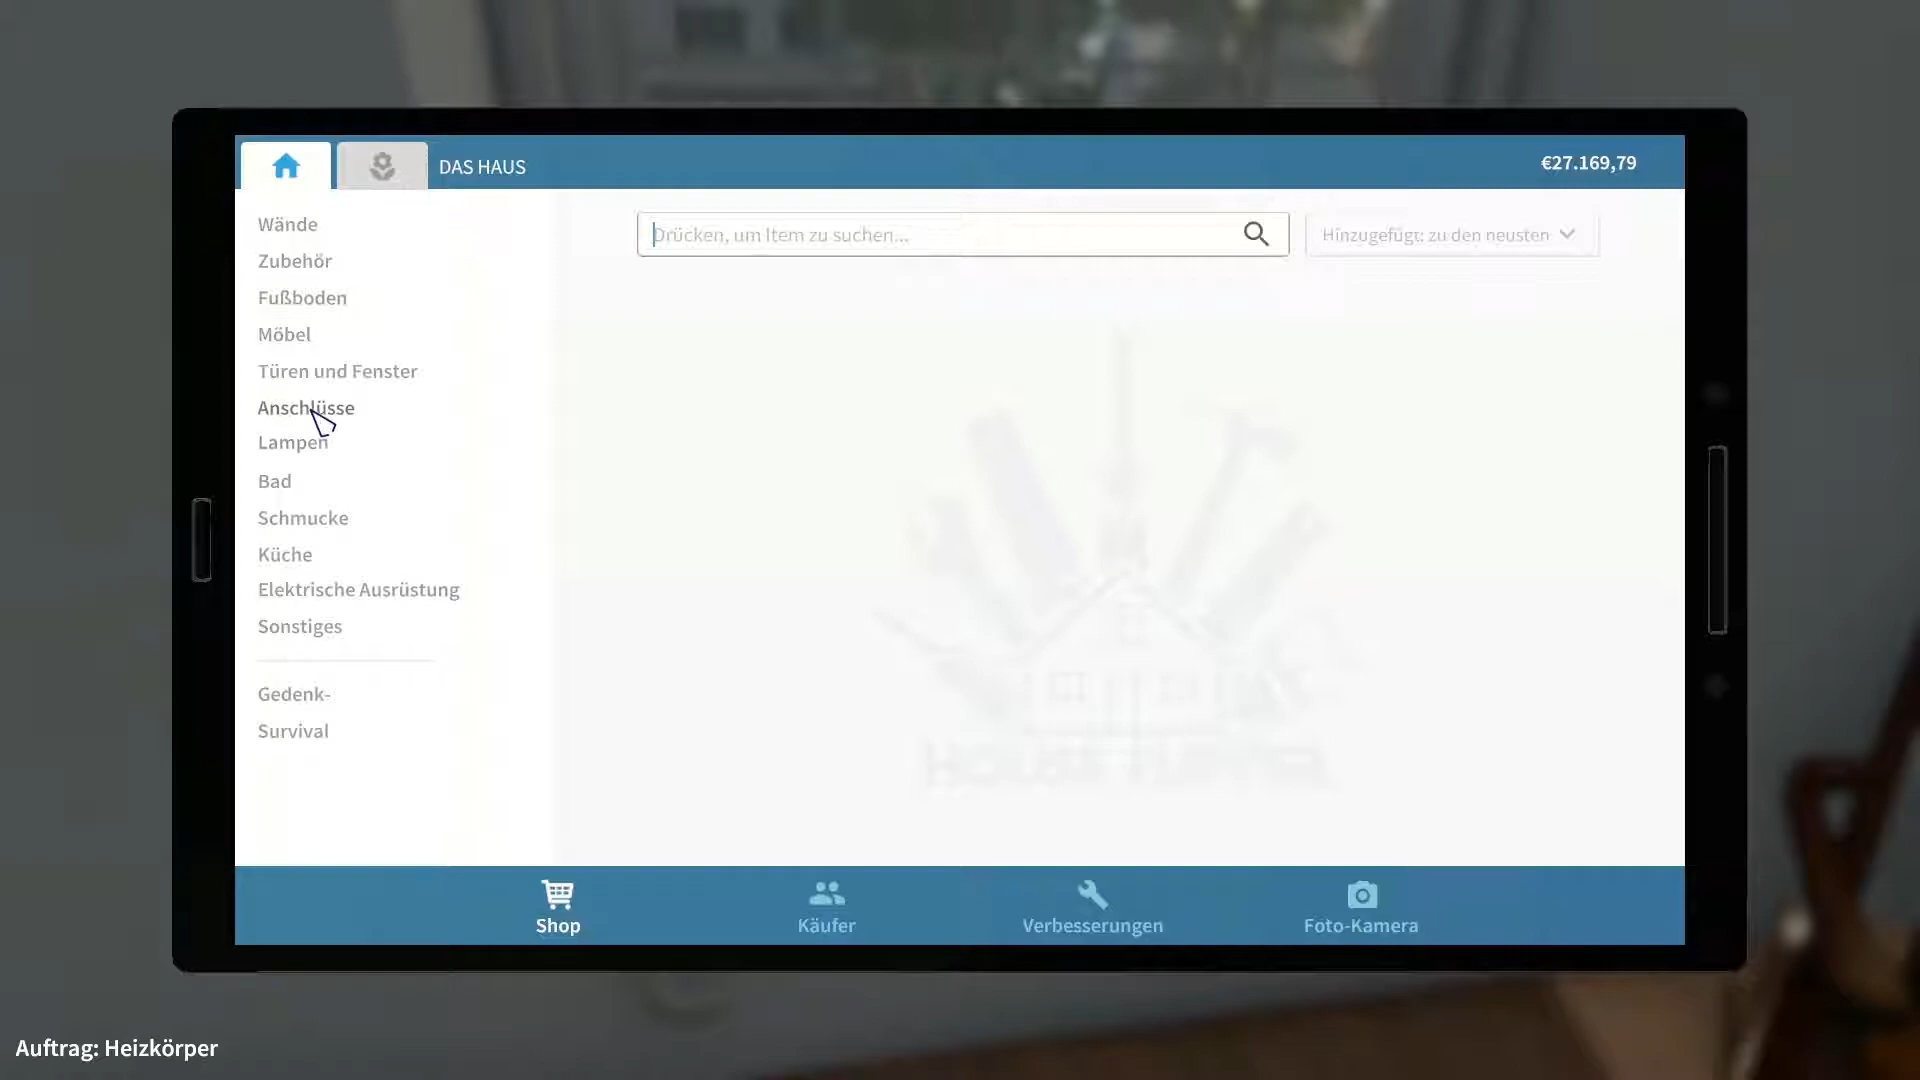 DAS HAUS
€27.169,79
Drücken, um Item zu suchen...
Hinzugefügt: zu den neusten
Wände
Zubehör
Fußboden
Möbel
Türen und Fenster
Anschlüsse
Lampen
Bad
Schmucke
Küche
Elektrische Ausrüstung
Sonstiges
Gedenk-
Survival
HOUSE FLIPPER
Shop
Käufer
Verbesserungen
Foto-Kamera
Auftrag: Heizkörper